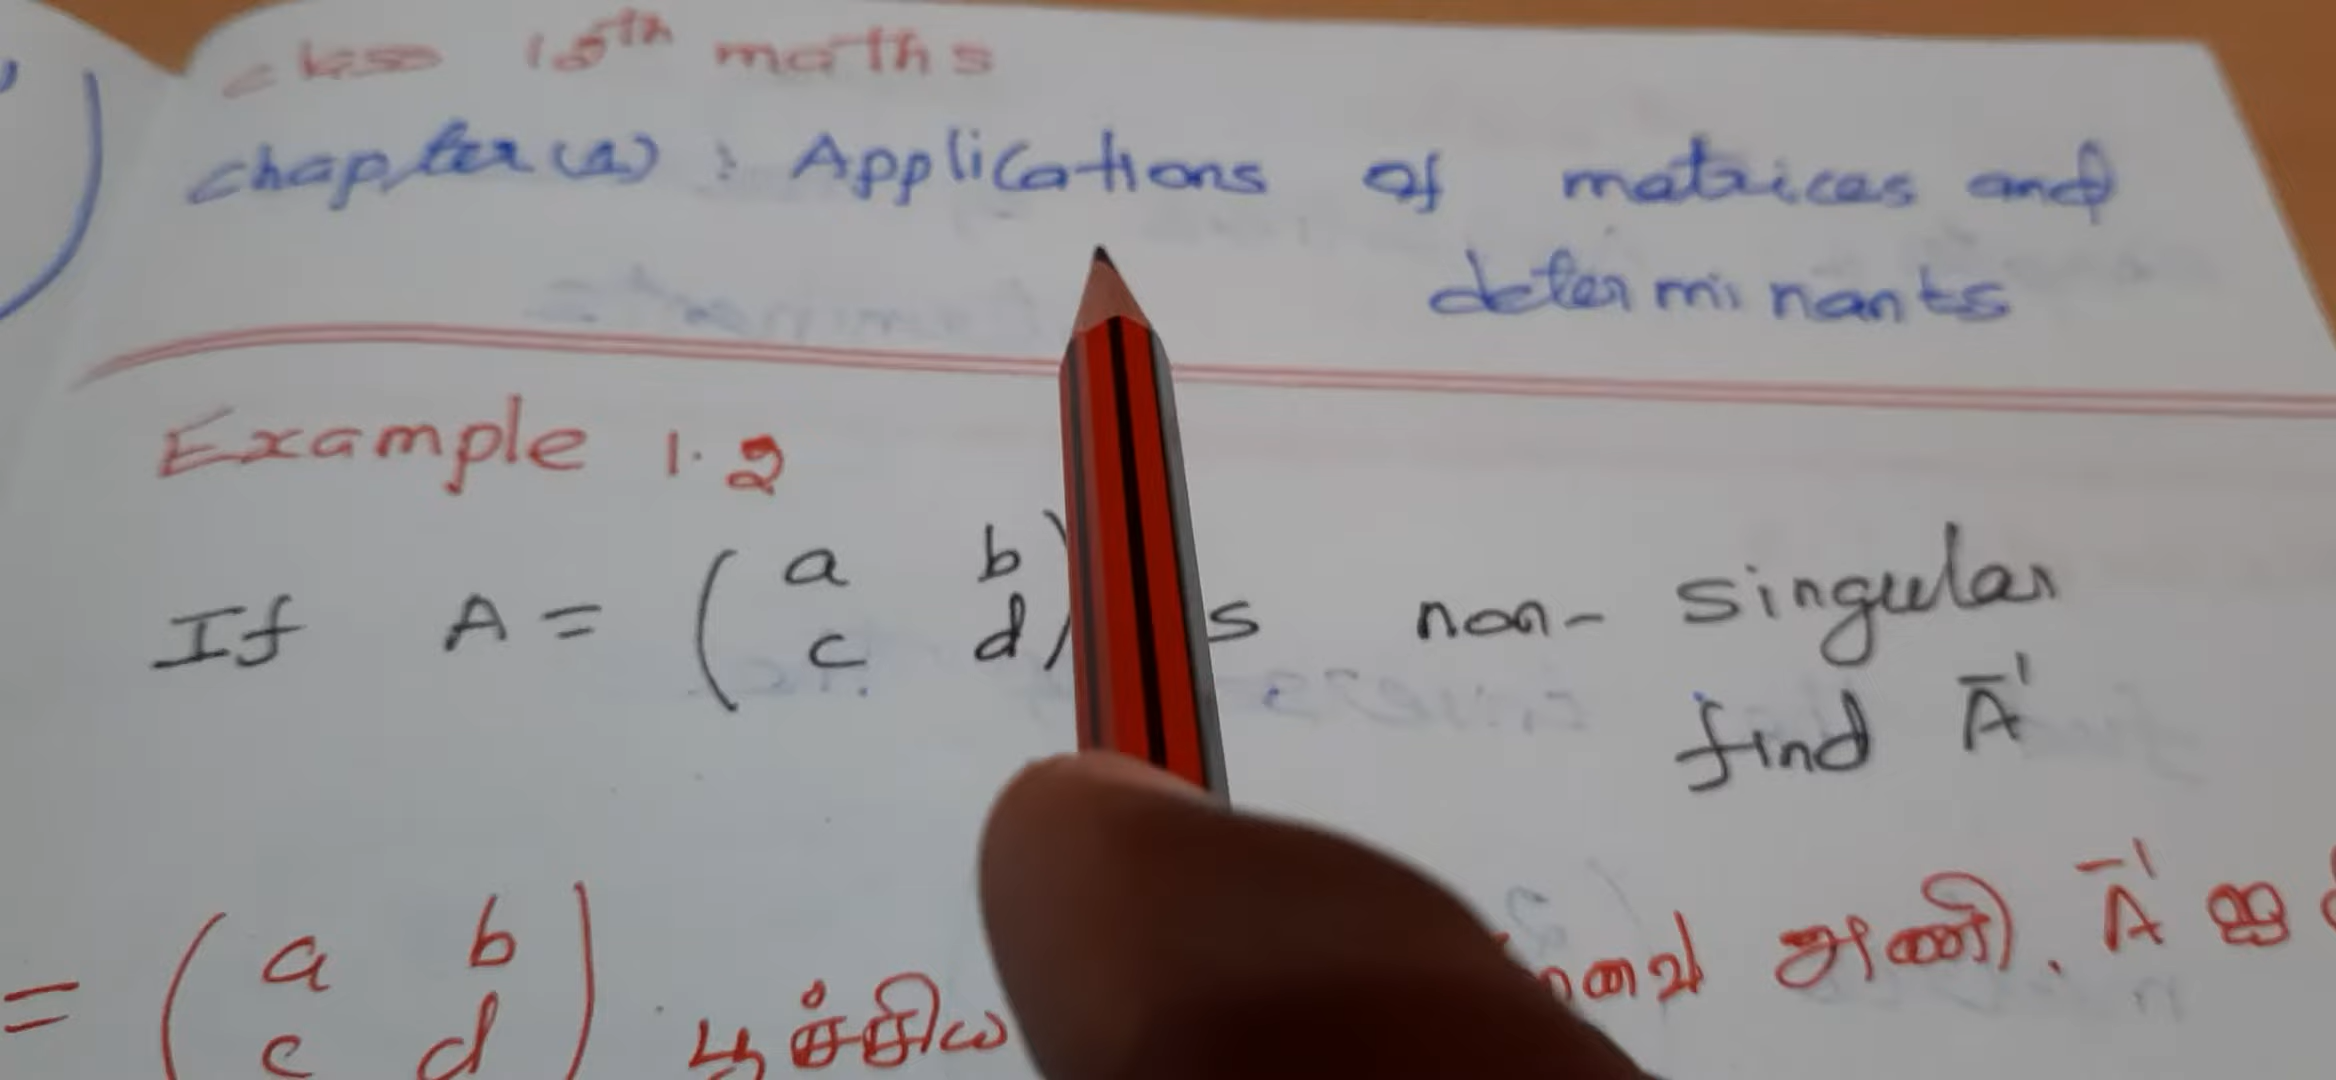 class 12th maths
chapter (1) : Applications of matrices and
determinants
Example 1.2
If A = ( a b
c d ) s non- singular
find A⁻¹
= ( a b
c d ) பூச்சிய அணி. A⁻¹ ஐ